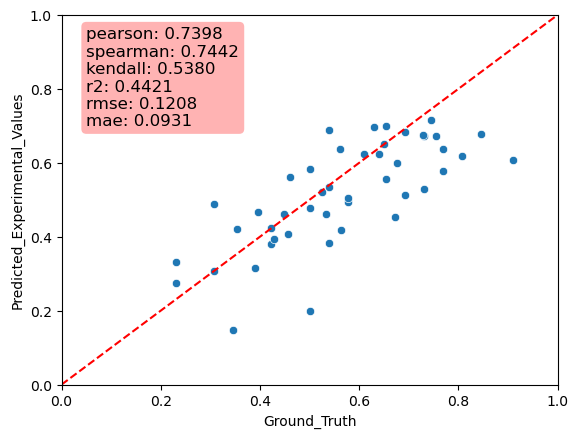 pearson: 0.7398
spearman: 0.7442
kendall: 0.5380
r2: 0.4421
rmse: 0.1208
mae: 0.0931
Predicted_Experimental_Values
1.0
0.8
0.6
0.4
0.2
0.0
0.0 0.2 0.4 0.6 0.8 1.0
Ground_Truth